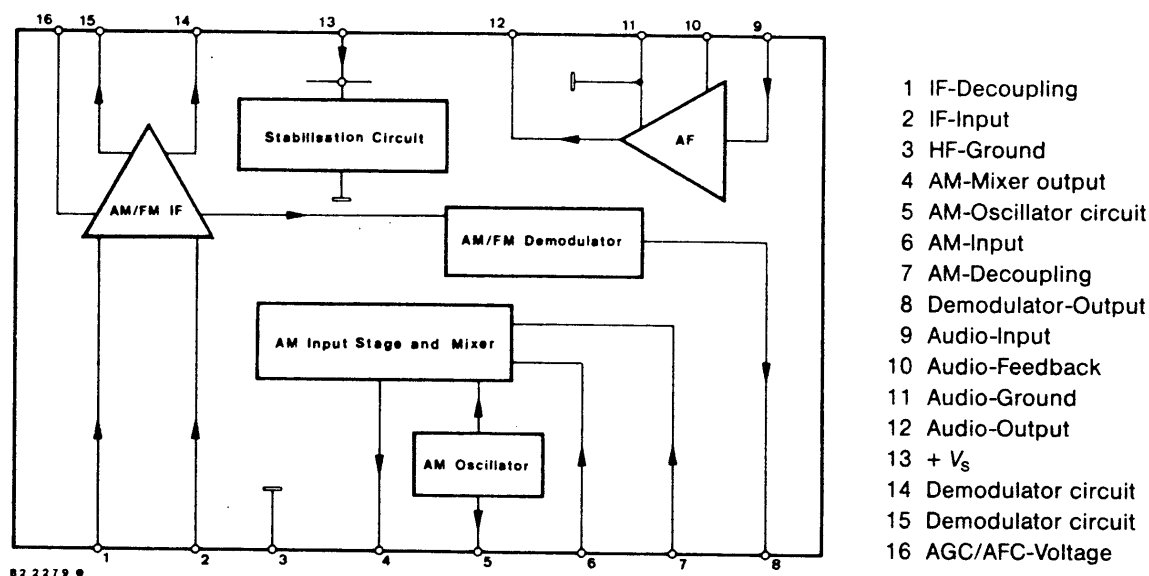 16 15 14 13 12 11 10 9
Stabilisation Circuit
AF
AM/FM IF
AM/FM Demodulator
AM Input Stage and Mixer
AM Oscillator
1 2 3 4 5 6 7 8
82 2279 e
1 IF-Decoupling
2 IF-Input
3 HF-Ground
4 AM-Mixer output
5 AM-Oscillator circuit
6 AM-Input
7 AM-Decoupling
8 Demodulator-Output
9 Audio-Input
10 Audio-Feedback
11 Audio-Ground
12 Audio-Output
13 + Vs
14 Demodulator circuit
15 Demodulator circuit
16 AGC/AFC-Voltage